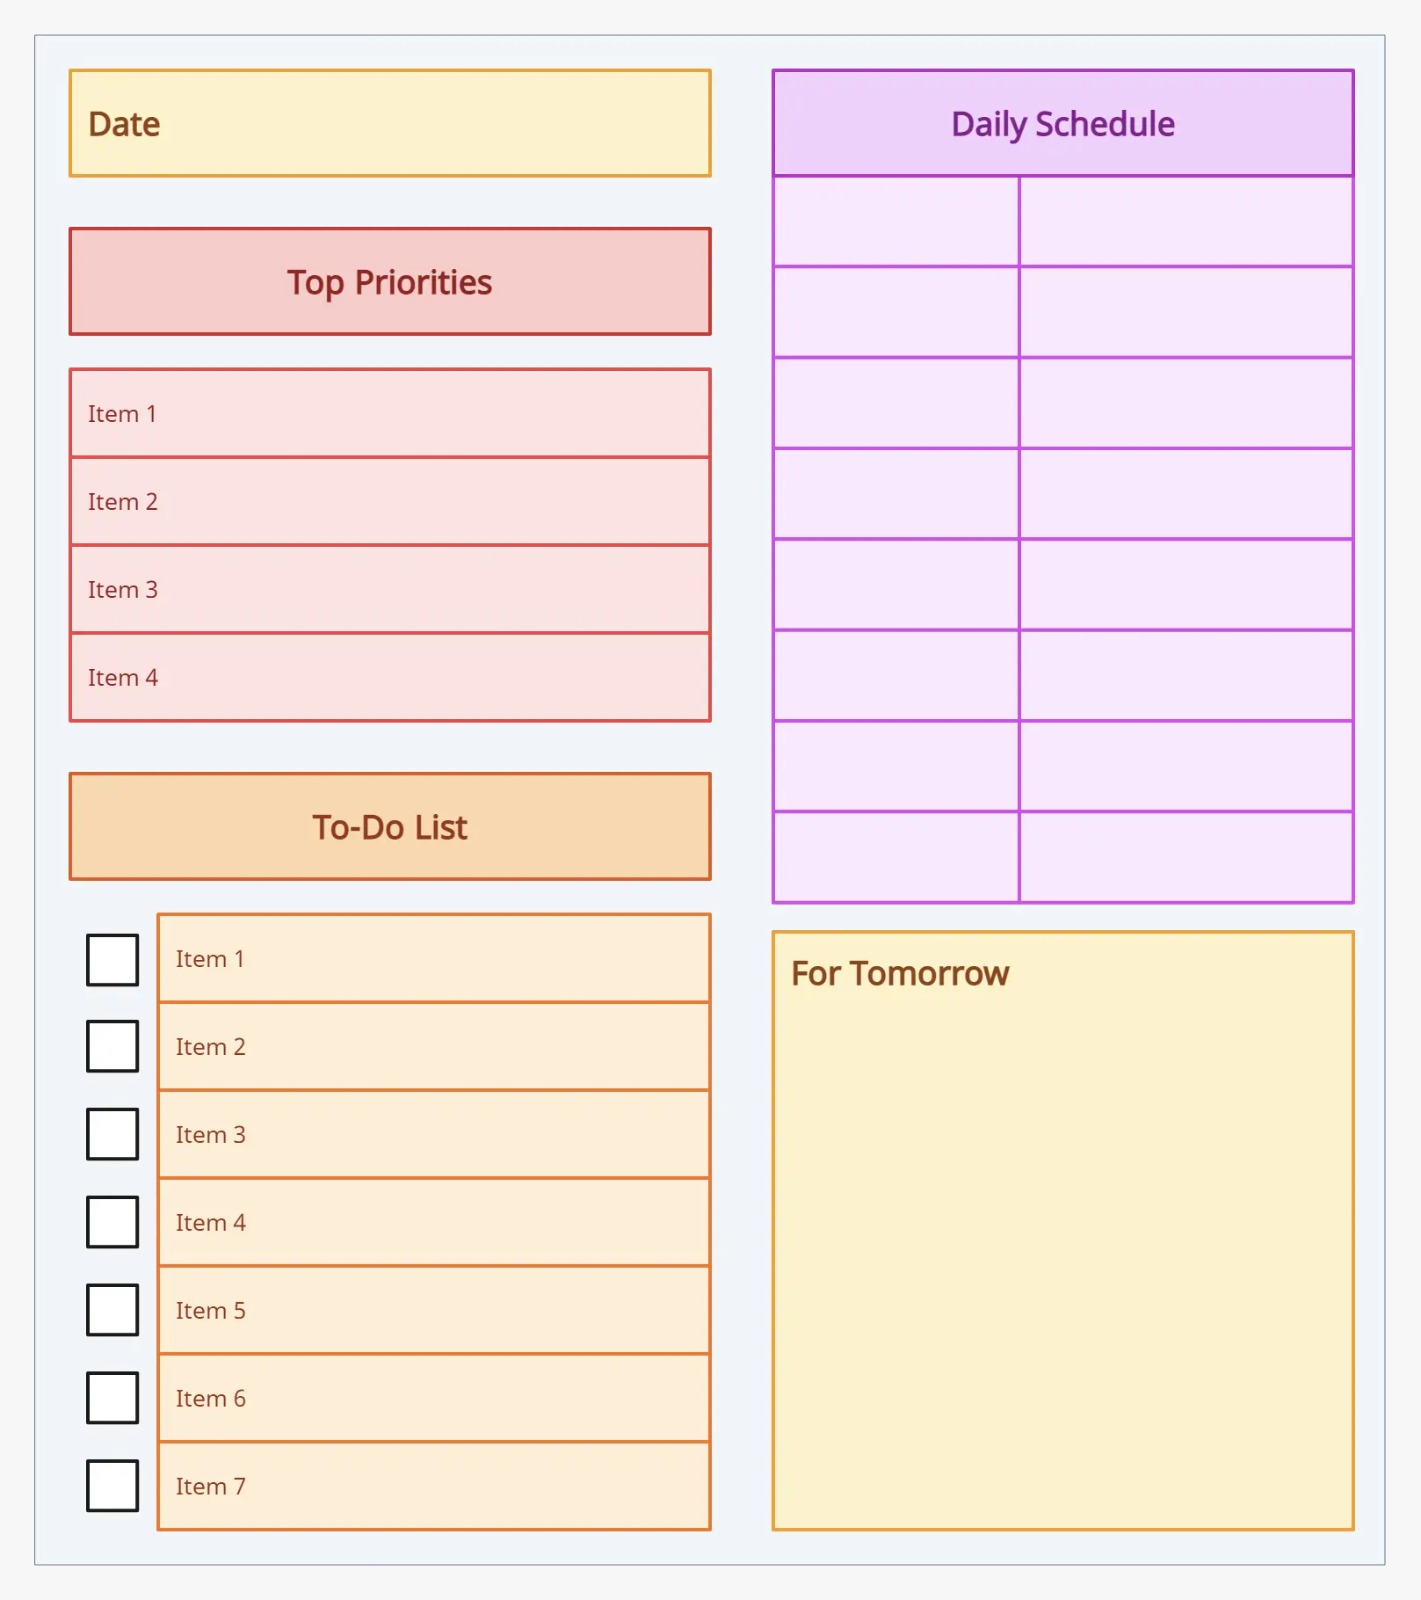 Date
Top Priorities
Item 1
Item 2
Item 3
Item 4
To-Do List
Item 1
Item 2
Item 3
Item 4
Item 5
Item 6
Item 7
Daily Schedule
For Tomorrow